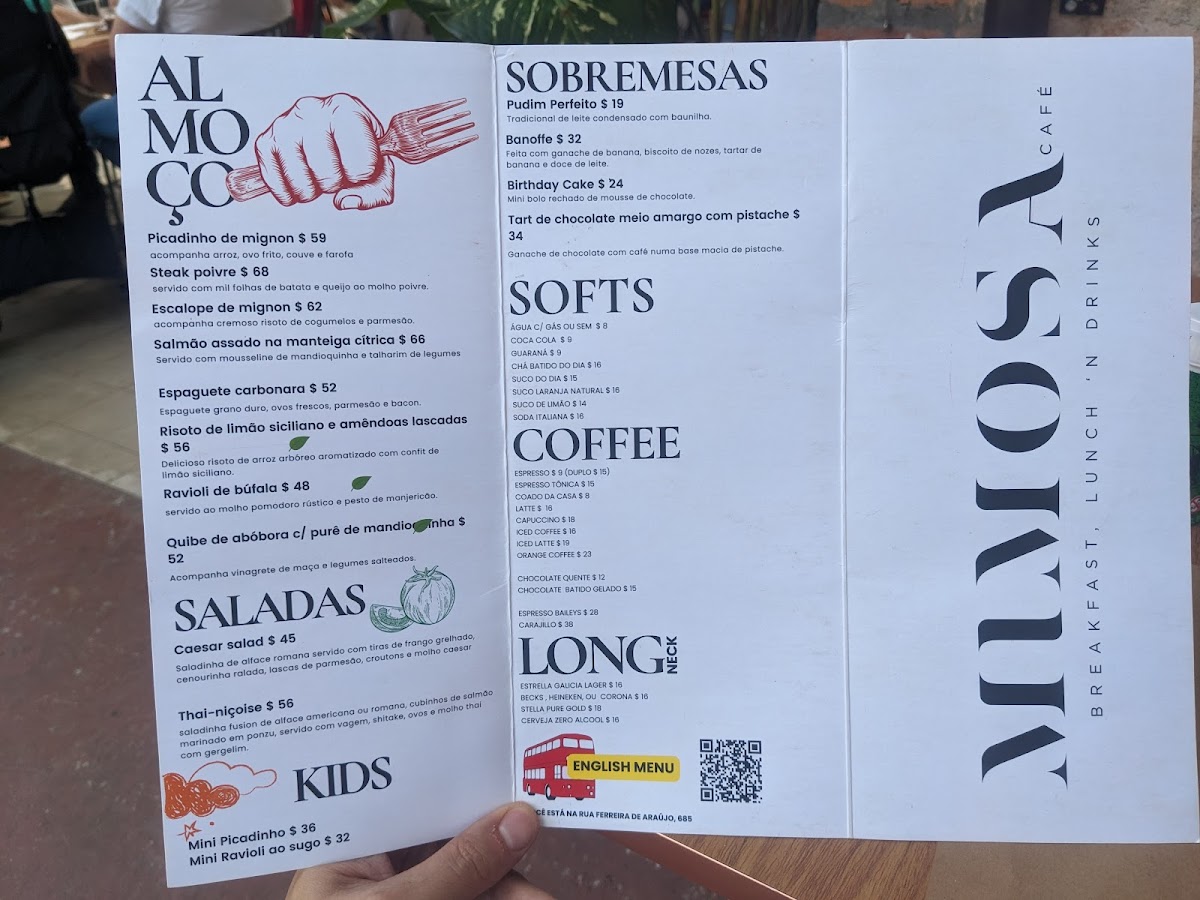 AL
MO
ÇO
Picadinho de mignon $ 59
acompanha arroz, ovo frito, couve e farofa
Steak poivre $ 68
servido com mil folhas de batata e queijo ao molho poivre.
Escalope de mignon $ 62
acompanha cremoso risoto de cogumelos e parmesão.
Salmão assado na manteiga cítrica $ 66
Servido com mousseline de mandioquinha e talharim de legumes
Espaguete carbonara $ 52
Espaguete grano duro, ovos frescos, parmesão e bacon.
Risoto de limão siciliano e amêndoas lascadas
$ 56
Delicioso risoto de arroz arbóreo aromatizado com confit de
limão siciliano.
Ravioli de búfala $ 48
servido ao molho pomodoro rústico e pesto de manjericão.
Quibe de abóbora c/ purê de mandioquinha $
52
Acompanha vinagrete de maça e legumes salteados.
SALADAS
Caesar salad $ 45
Saladinha de alface romana servido com tiras de frango grelhado,
cenourinha ralada, lascas de parmesão, croutons e molho caesar
Thai-niçoise $ 56
saladinha fusion de alface americana ou romana, cubinhos de salmão
marinado em ponzu, servido com vagem, shitake, ovos e molho thai
com gergelim.
KIDS
Mini Picadinho $ 36
Mini Ravioli ao sugo $ 32
SOBREMESAS
Pudim Perfeito $ 19
Tradicional de leite condensado com baunilha.
Banoffe $ 32
Feita com ganache de banana, biscoito de nozes, tartar de
banana e doce de leite.
Birthday Cake $ 24
Mini bolo rechado de mousse de chocolate.
Tart de chocolate meio amargo com pistache $
34
Ganache de chocolate com café numa base macia de pistache.
SOFTS
ÁGUA C/ GÁS OU SEM $ 8
COCA COLA $ 9
GUARANÁ $ 9
CHÁ BATIDO DO DIA $ 16
SUCO DO DIA $ 15
SUCO LARANJA NATURAL $ 16
SUCO DE LIMÃO $ 14
SODA ITALIANA $ 16
COFFEE
ESPRESSO $ 9 (DUPLO $ 15)
ESPRESSO TÔNICA $ 15
COADO DA CASA $ 8
LATTE $ 16
CAPUCCINO $ 18
ICED COFFEE $ 16
ICED LATTE $ 19
ORANGE COFFEE $ 23
CHOCOLATE QUENTE $ 12
CHOCOLATE BATIDO GELADO $ 15
ESPRESSO BAILEYS $ 28
CARAJILLO $ 38
LONG NECK
ESTRELLA GALICIA LAGER $ 16
BECKS , HEINEKEN, OU CORONA $ 16
STELLA PURE GOLD $ 18
CERVEJA ZERO ALCOOL $ 16
ENGLISH MENU
CÊ ESTÁ NA RUA FERREIRA DE ARAÚJO, 685
MIMOSA CAFÉ
BREAKFAST, LUNCH 'N DRINKS